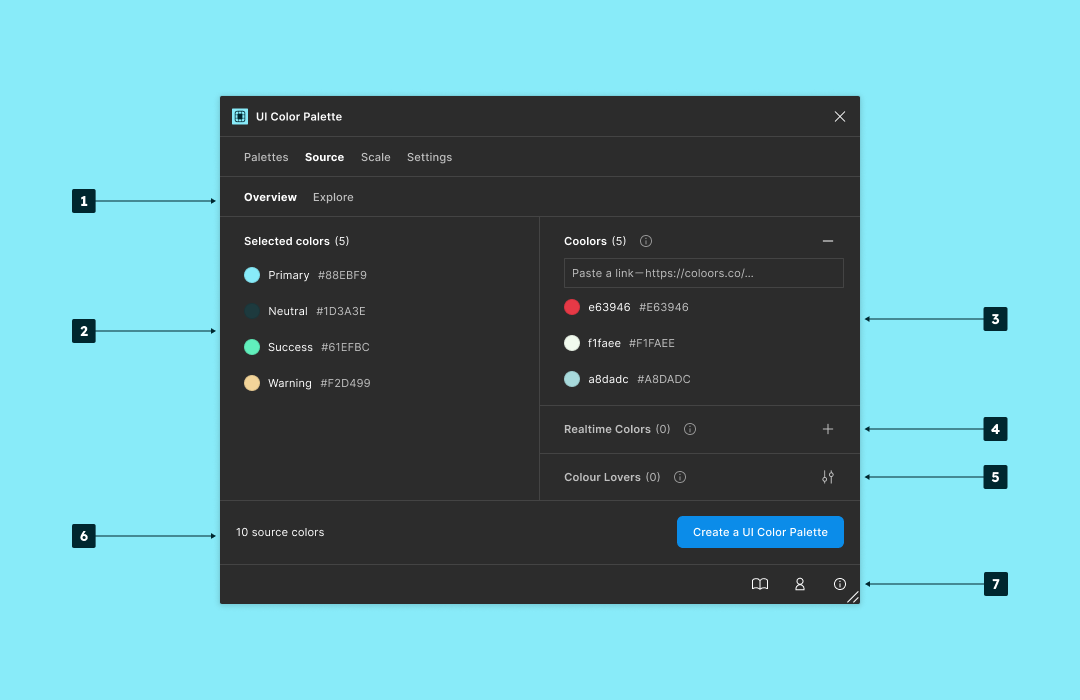 UI Color Palette
Palettes Source Scale Settings
1
Overview Explore
Selected colors (5)
Primary #88EBF9
Neutral #1D3A3E
2
Success #61EFBC
Warning #F2D499
Coolors (5)
Paste a link—https://coloors.co/...
e63946 #E63946
3
f1faee #F1FAEE
a8dadc #A8DADC
Realtime Colors (0)
4
Colour Lovers (0)
5
6
10 source colors
Create a UI Color Palette
7